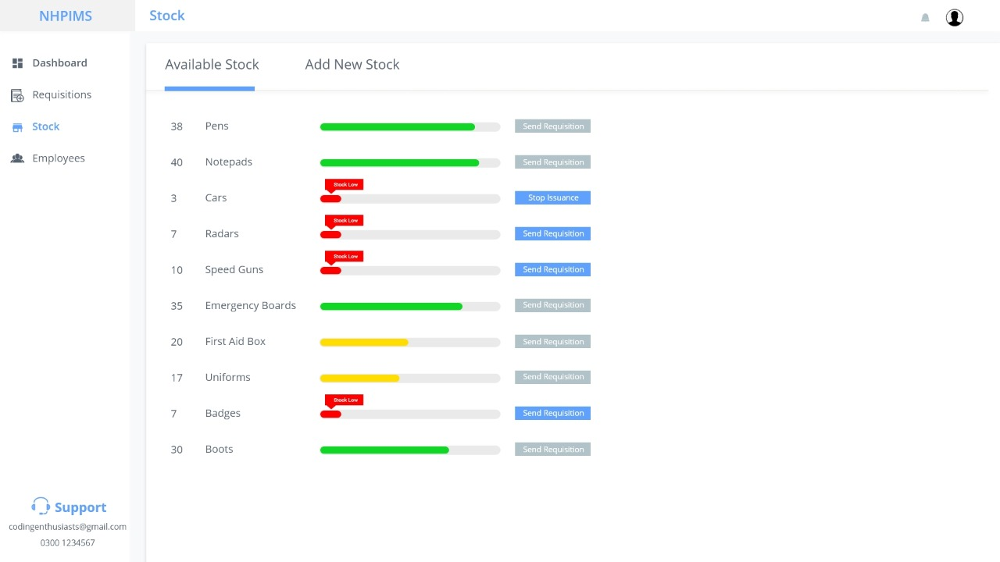 NHPIMS
Stock
Dashboard
Requisitions
Stock
Employees
Support
codingenthusiasts@gmail.com
0300 1234567
Available Stock Add New Stock
38 Pens Send Requisition
40 Notepads Send Requisition
Stock Low
3 Cars Stop Issuance
Stock Low
7 Radars Send Requisition
Stock Low
10 Speed Guns Send Requisition
35 Emergency Boards Send Requisition
20 First Aid Box Send Requisition
17 Uniforms Send Requisition
Stock Low
7 Badges Send Requisition
30 Boots Send Requisition